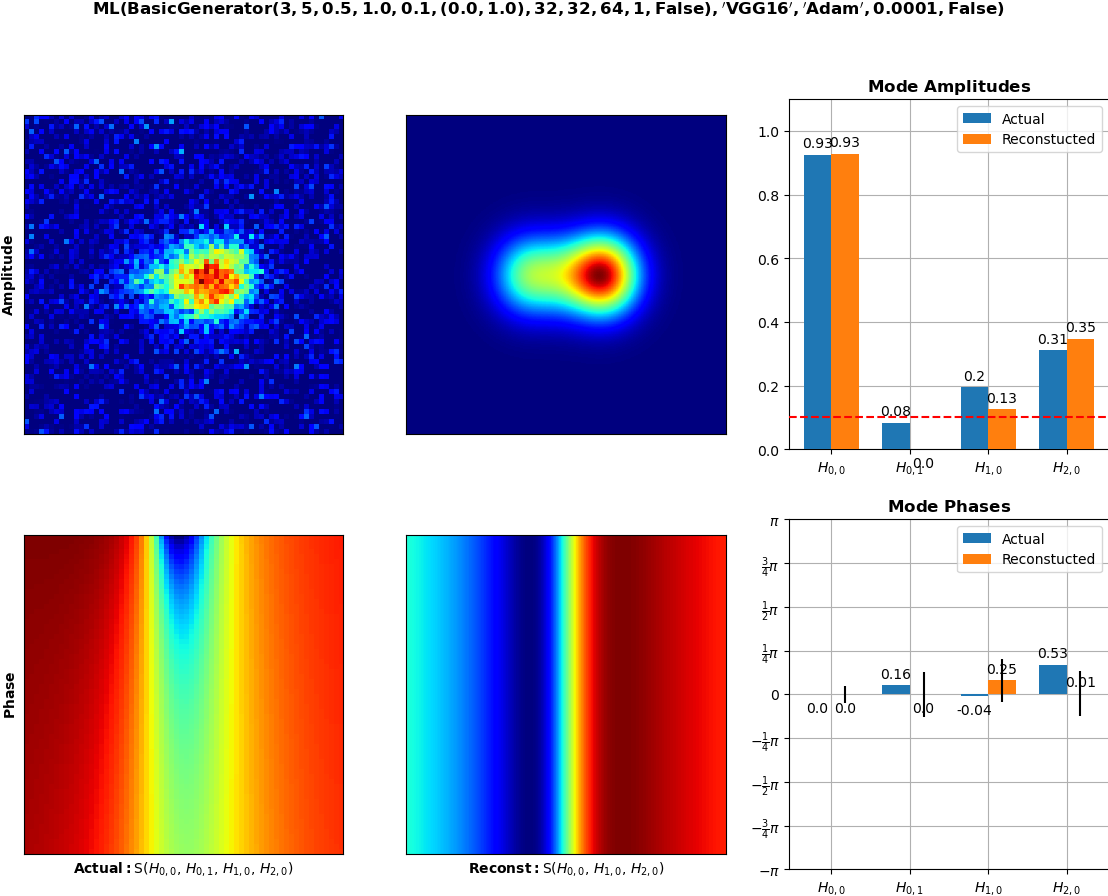 ML(BasicGenerator(3, 5, 0.5, 1.0, 0.1, (0.0, 1.0), 32, 32, 64, 1, False), ′VGG16′, ′Adam′, 0.0001, False)
Amplitude
Mode Amplitudes
Actual
Reconstucted
1.0
0.8
0.6
0.4
0.2
0.0
0.93
0.93
0.08
0.0
0.2
0.13
0.31
0.35
H0,0
H0,1
H1,0
H2,0
Phase
Actual: S(H0,0, H0,1, H1,0, H2,0)
Reconst: S(H0,0, H1,0, H2,0)
Mode Phases
Actual
Reconstucted
π
3/4π
1/2π
1/4π
0
−1/4π
−1/2π
−3/4π
−π
0.0
0.0
0.16
0.0
-0.04
0.25
0.53
0.01
H0,0
H0,1
H1,0
H2,0